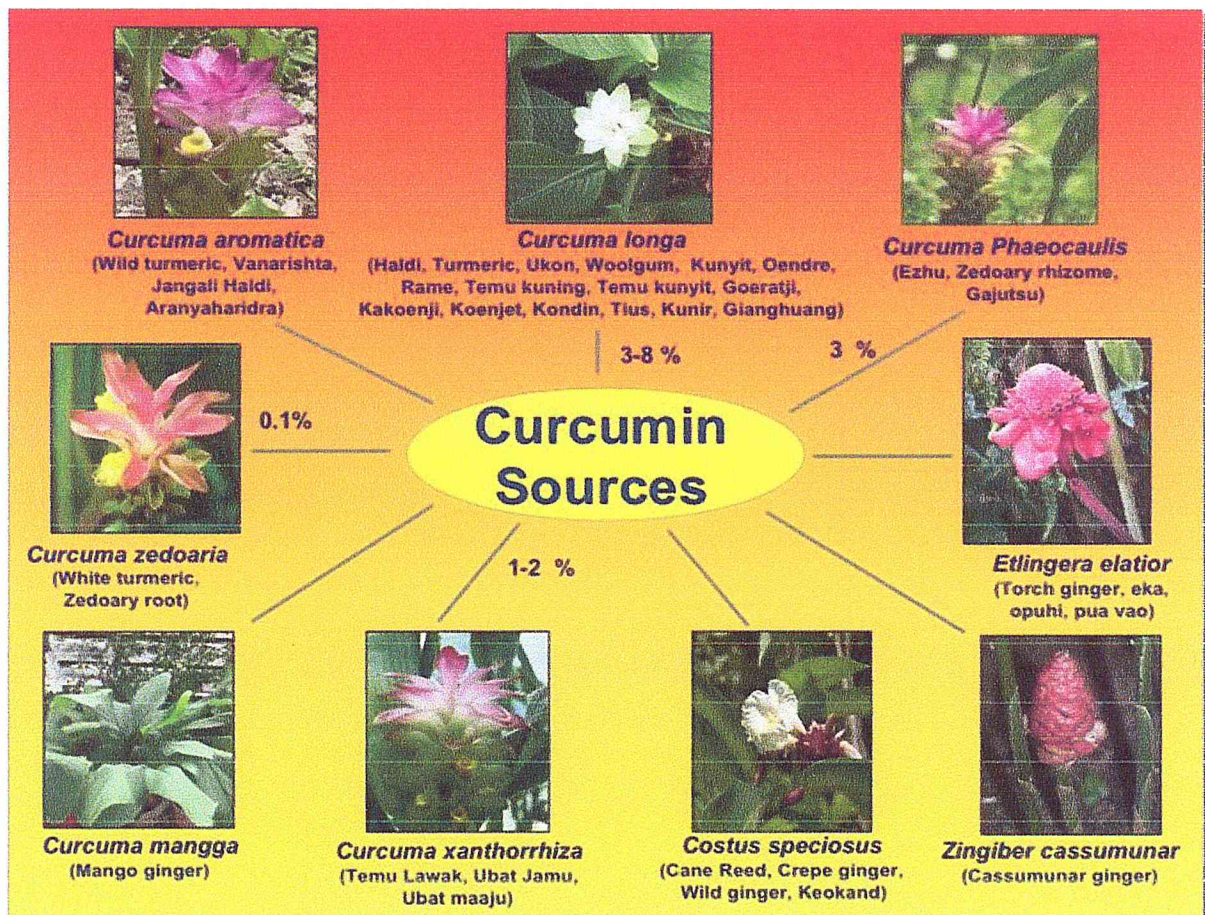 Curcuma aromatica
(Wild turmeric, Vanarishta,
Jangali Haldi,
Aranyaharidra)
Curcuma longa
(Haldi, Turmeric, Ukon, Woolgum, Kunyit, Oendre,
Rame, Temu kuning, Temu kunyit, Goeratji,
Kakoenji, Koenjet, Kondin, Tius, Kunir, Gianghuang)
Curcuma Phaeocaulis
(Ezhu, Zedoary rhizome,
Gajutsu)
3-8 %
3 %
0.1%
Curcumin
Sources
Curcuma zedoaria
(White turmeric,
Zedoary root)
Etlingera elatior
(Torch ginger, eka,
opuhi, pua vao)
1-2 %
Curcuma mangga
(Mango ginger)
Curcuma xanthorrhiza
(Temu Lawak, Ubat Jamu,
Ubat maaju)
Costus speciosus
(Cane Reed, Crepe ginger,
Wild ginger, Keokand)
Zingiber cassumunar
(Cassumunar ginger)